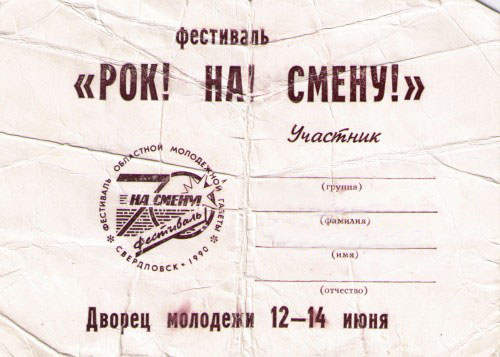 фестиваль
«РОК! НА! СМЕНУ!»
Участник
ФЕСТИВАЛЬ ОБЛАСТНОЙ МОЛОДЕЖНОЙ ГАЗЕТЫ
70
НА СМЕНУ!
фестиваль
СВЕРДЛОВСК • 1990
(группа)
(фамилия)
(имя)
(отчество)
Дворец молодежи 12—14 июня